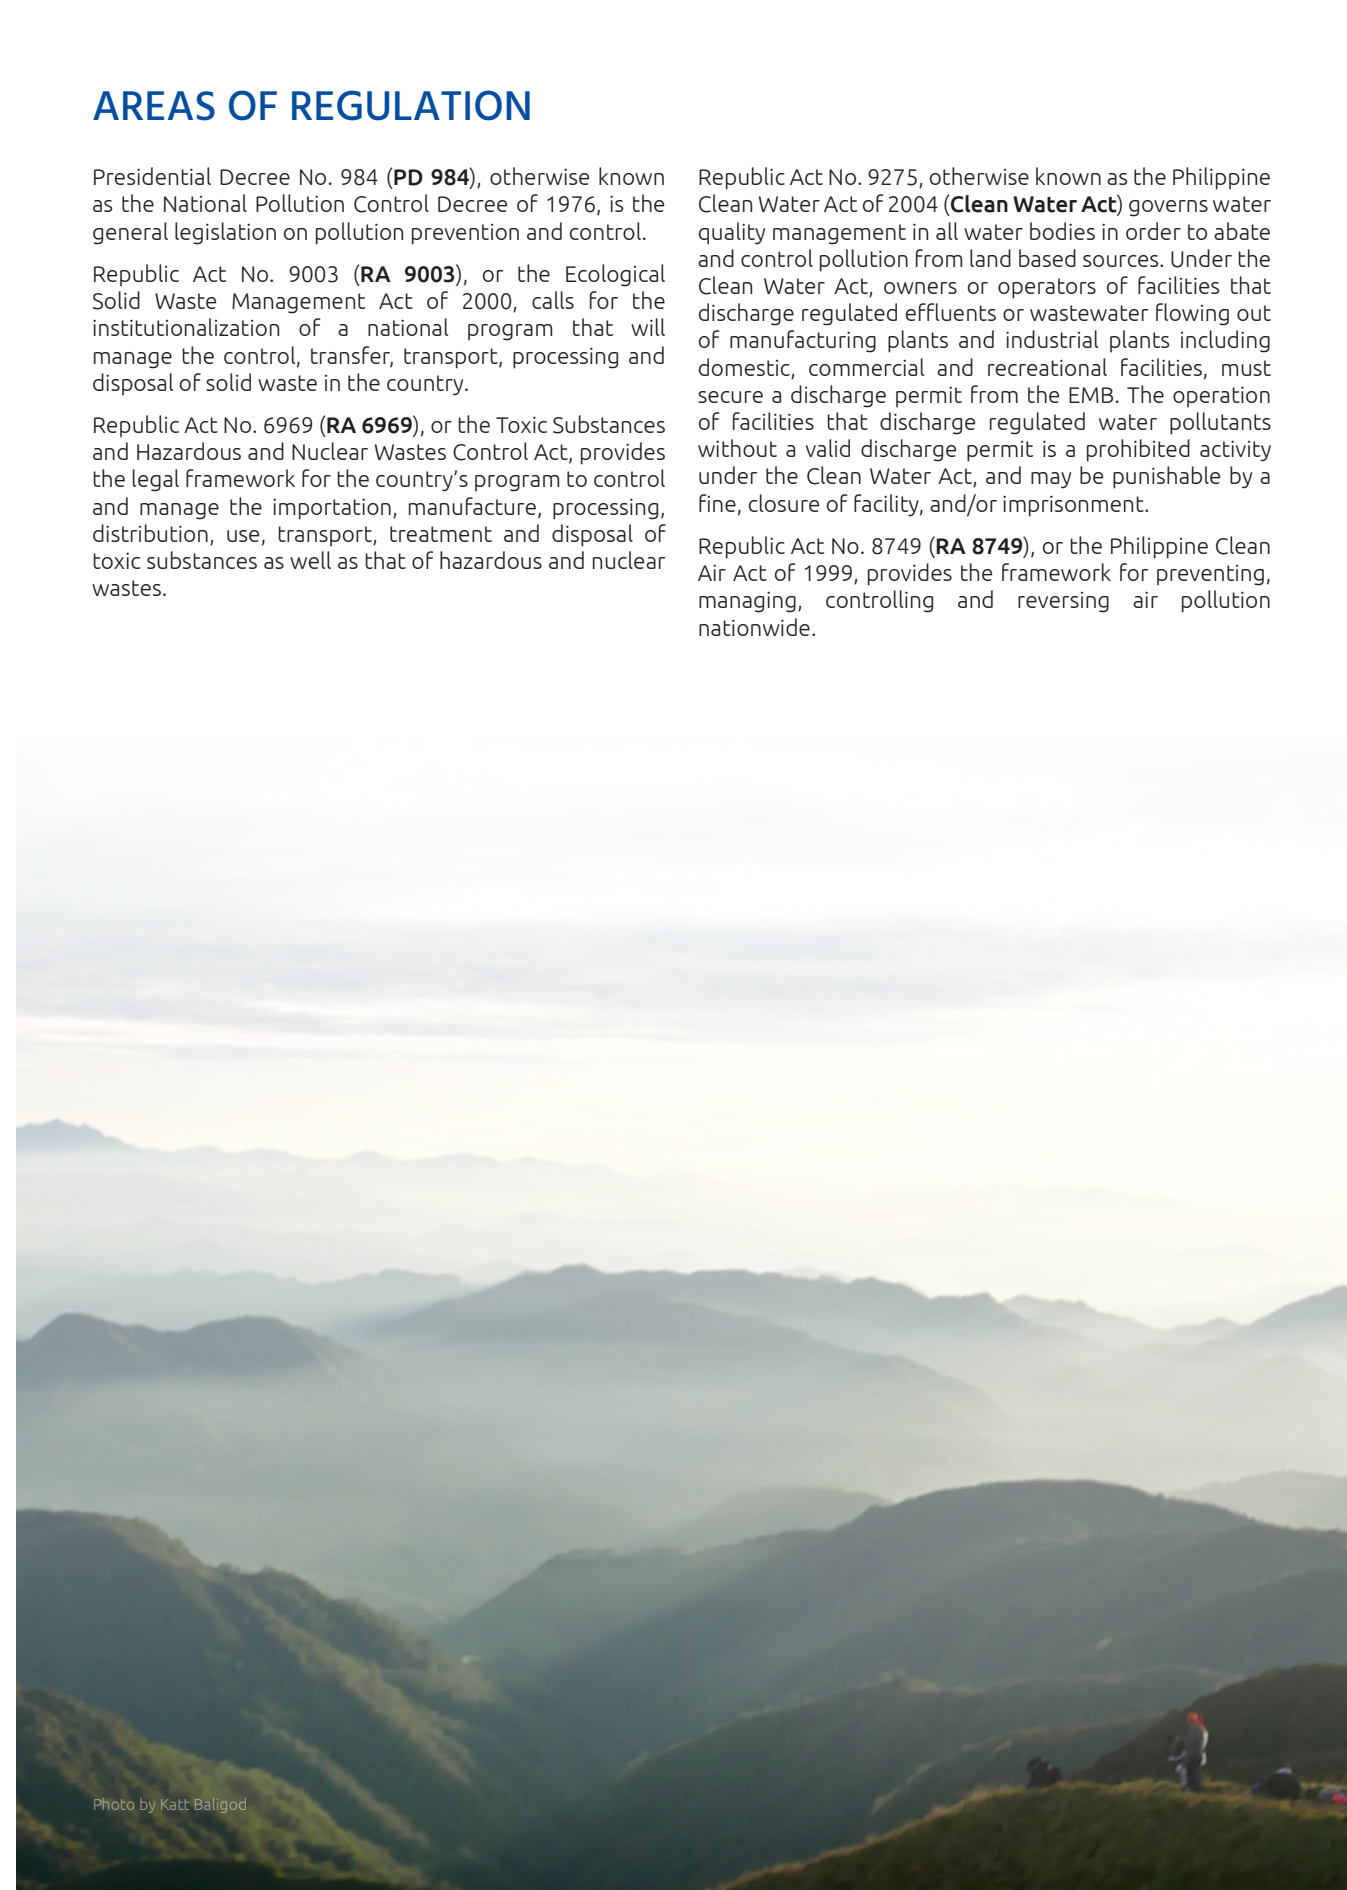 AREAS OF REGULATION
Presidential Decree No. 984 (PD 984), otherwise known
as the National Pollution Control Decree of 1976, is the
general legislation on pollution prevention and control.
Republic Act No. 9003 (RA 9003), or the Ecological
Solid Waste Management Act of 2000, calls for the
institutionalization of a national program that will
manage the control, transfer, transport, processing and
disposal of solid waste in the country.
Republic Act No. 6969 (RA 6969), or the Toxic Substances
and Hazardous and Nuclear Wastes Control Act, provides
the legal framework for the country’s program to control
and manage the importation, manufacture, processing,
distribution, use, transport, treatment and disposal of
toxic substances as well as that of hazardous and nuclear
wastes.
Republic Act No. 9275, otherwise known as the Philippine
Clean Water Act of 2004 (Clean Water Act) governs water
quality management in all water bodies in order to abate
and control pollution from land based sources. Under the
Clean Water Act, owners or operators of facilities that
discharge regulated effluents or wastewater flowing out
of manufacturing plants and industrial plants including
domestic, commercial and recreational facilities, must
secure a discharge permit from the EMB. The operation
of facilities that discharge regulated water pollutants
without a valid discharge permit is a prohibited activity
under the Clean Water Act, and may be punishable by a
fine, closure of facility, and/or imprisonment.
Republic Act No. 8749 (RA 8749), or the Philippine Clean
Air Act of 1999, provides the framework for preventing,
managing, controlling and reversing air pollution
nationwide.
Photo by Katt Baligod